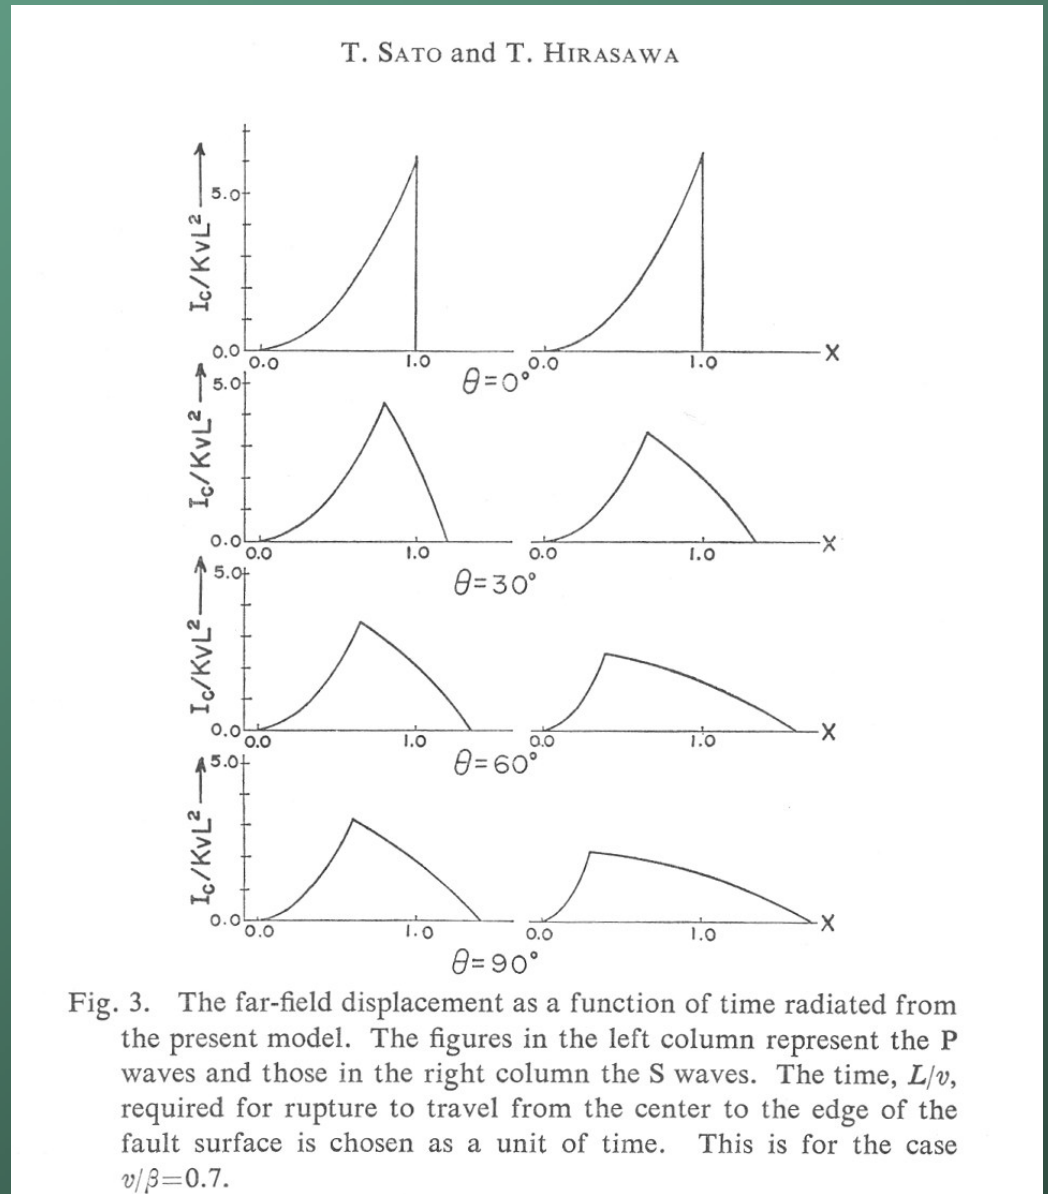 T. SATO and T. HIRASAWA
Ic/KvL²
5.0
0.0
0.0 1.0
0.0 1.0
X
θ=0°
Ic/KvL²
5.0
0.0
0.0 1.0
0.0 1.0
X
θ=30°
Ic/KvL²
5.0
0.0
0.0 1.0
0.0 1.0
X
θ=60°
Ic/KvL²
5.0
0.0
0.0 1.0
0.0 1.0
X
θ=90°
Fig. 3. The far-field displacement as a function of time radiated from
the present model. The figures in the left column represent the P
waves and those in the right column the S waves. The time, L/v,
required for rupture to travel from the center to the edge of the
fault surface is chosen as a unit of time. This is for the case
v/β=0.7.